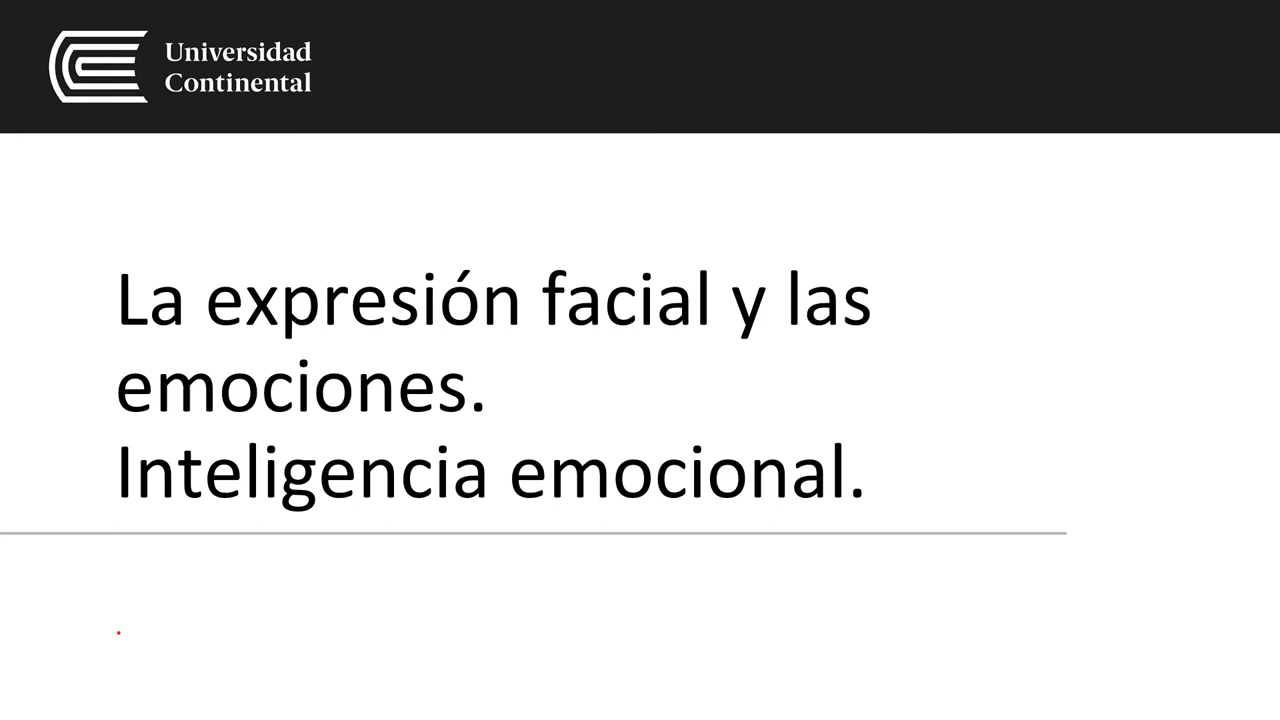 Universidad
Continental
La expresión facial y las
emociones.
Inteligencia emocional.
.